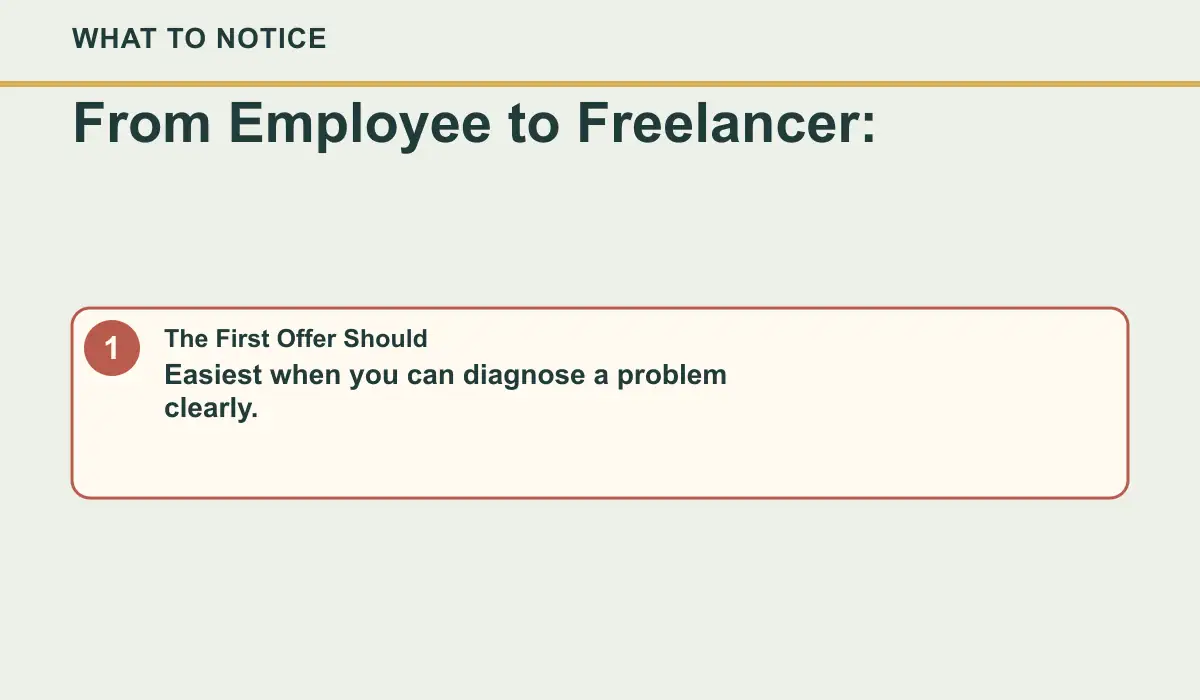 WHAT TO NOTICE
From Employee to Freelancer:
1
The First Offer Should
Easiest when you can diagnose a problem
clearly.